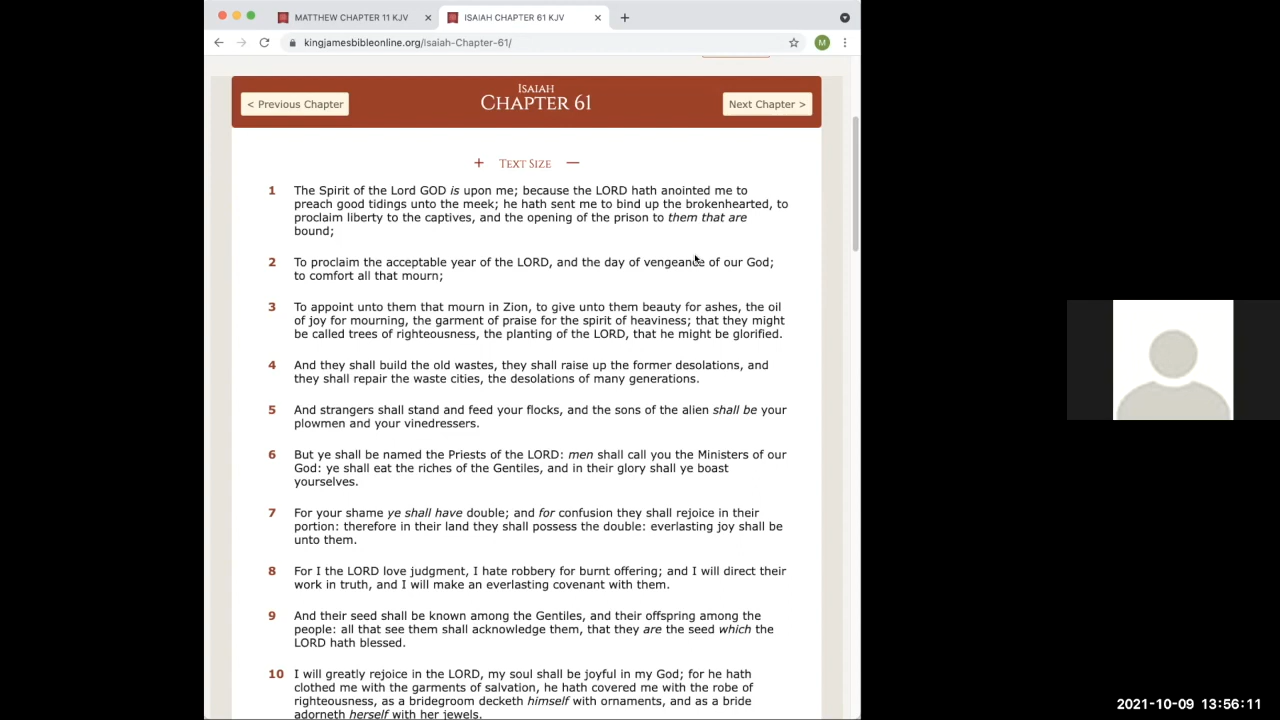 MATTHEW CHAPTER 11 KJV
ISAIAH CHAPTER 61 KJV
kingjamesbibleonline.org/Isaiah-Chapter-61/
M
< Previous Chapter
ISAIAH
CHAPTER 61
Next Chapter >
+ TEXT SIZE —
1 The Spirit of the Lord GOD is upon me; because the LORD hath anointed me to
preach good tidings unto the meek; he hath sent me to bind up the brokenhearted, to
proclaim liberty to the captives, and the opening of the prison to them that are
bound;
2 To proclaim the acceptable year of the LORD, and the day of vengeance of our God;
to comfort all that mourn;
3 To appoint unto them that mourn in Zion, to give unto them beauty for ashes, the oil
of joy for mourning, the garment of praise for the spirit of heaviness; that they might
be called trees of righteousness, the planting of the LORD, that he might be glorified.
4 And they shall build the old wastes, they shall raise up the former desolations, and
they shall repair the waste cities, the desolations of many generations.
5 And strangers shall stand and feed your flocks, and the sons of the alien shall be your
plowmen and your vinedressers.
6 But ye shall be named the Priests of the LORD: men shall call you the Ministers of our
God: ye shall eat the riches of the Gentiles, and in their glory shall ye boast
yourselves.
7 For your shame ye shall have double; and for confusion they shall rejoice in their
portion: therefore in their land they shall possess the double: everlasting joy shall be
unto them.
8 For I the LORD love judgment, I hate robbery for burnt offering; and I will direct their
work in truth, and I will make an everlasting covenant with them.
9 And their seed shall be known among the Gentiles, and their offspring among the
people: all that see them shall acknowledge them, that they are the seed which the
LORD hath blessed.
10 I will greatly rejoice in the LORD, my soul shall be joyful in my God; for he hath
clothed me with the garments of salvation, he hath covered me with the robe of
righteousness, as a bridegroom decketh himself with ornaments, and as a bride
adorneth herself with her jewels.
2021-10-09 13:56:11